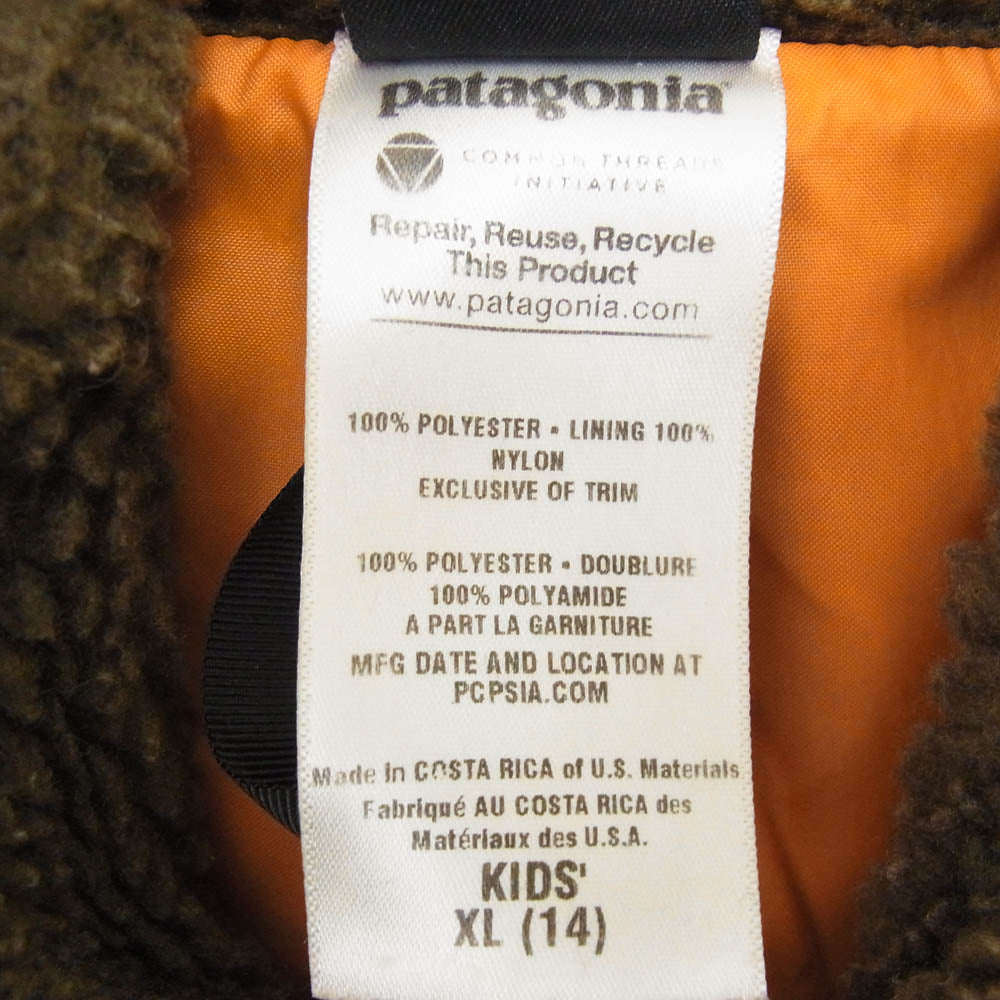 patagonia
COMMON THREADS
INITIATIVE
Repair, Reuse, Recycle
This Product
www.patagonia.com
100% POLYESTER • LINING 100%
NYLON
EXCLUSIVE OF TRIM
100% POLYESTER • DOUBLURE
100% POLYAMIDE
A PART LA GARNITURE
MFG DATE AND LOCATION AT
PCPSIA.COM
Made in COSTA RICA of U.S. Materials
Fabriqué AU COSTA RICA des
Matériaux des U.S.A.
KIDS'
XL (14)